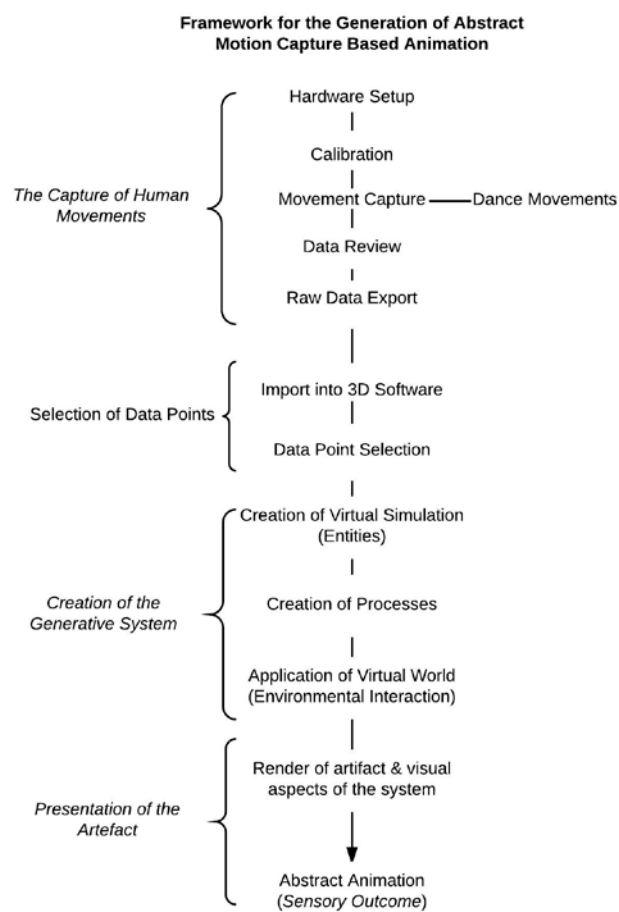 Framework for the Generation of Abstract
Motion Capture Based Animation
Hardware Setup
Calibration
The Capture of Human
Movements
Movement Capture
Dance Movements
Data Review
Raw Data Export
Import into 3D Software
Selection of Data Points
Data Point Selection
Creation of Virtual Simulation
(Entities)
Creation of the
Generative System
Creation of Processes
Application of Virtual World
(Environmental Interaction)
Render of artifact & visual
aspects of the system
Presentation of the
Artefact
Abstract Animation
(Sensory Outcome)